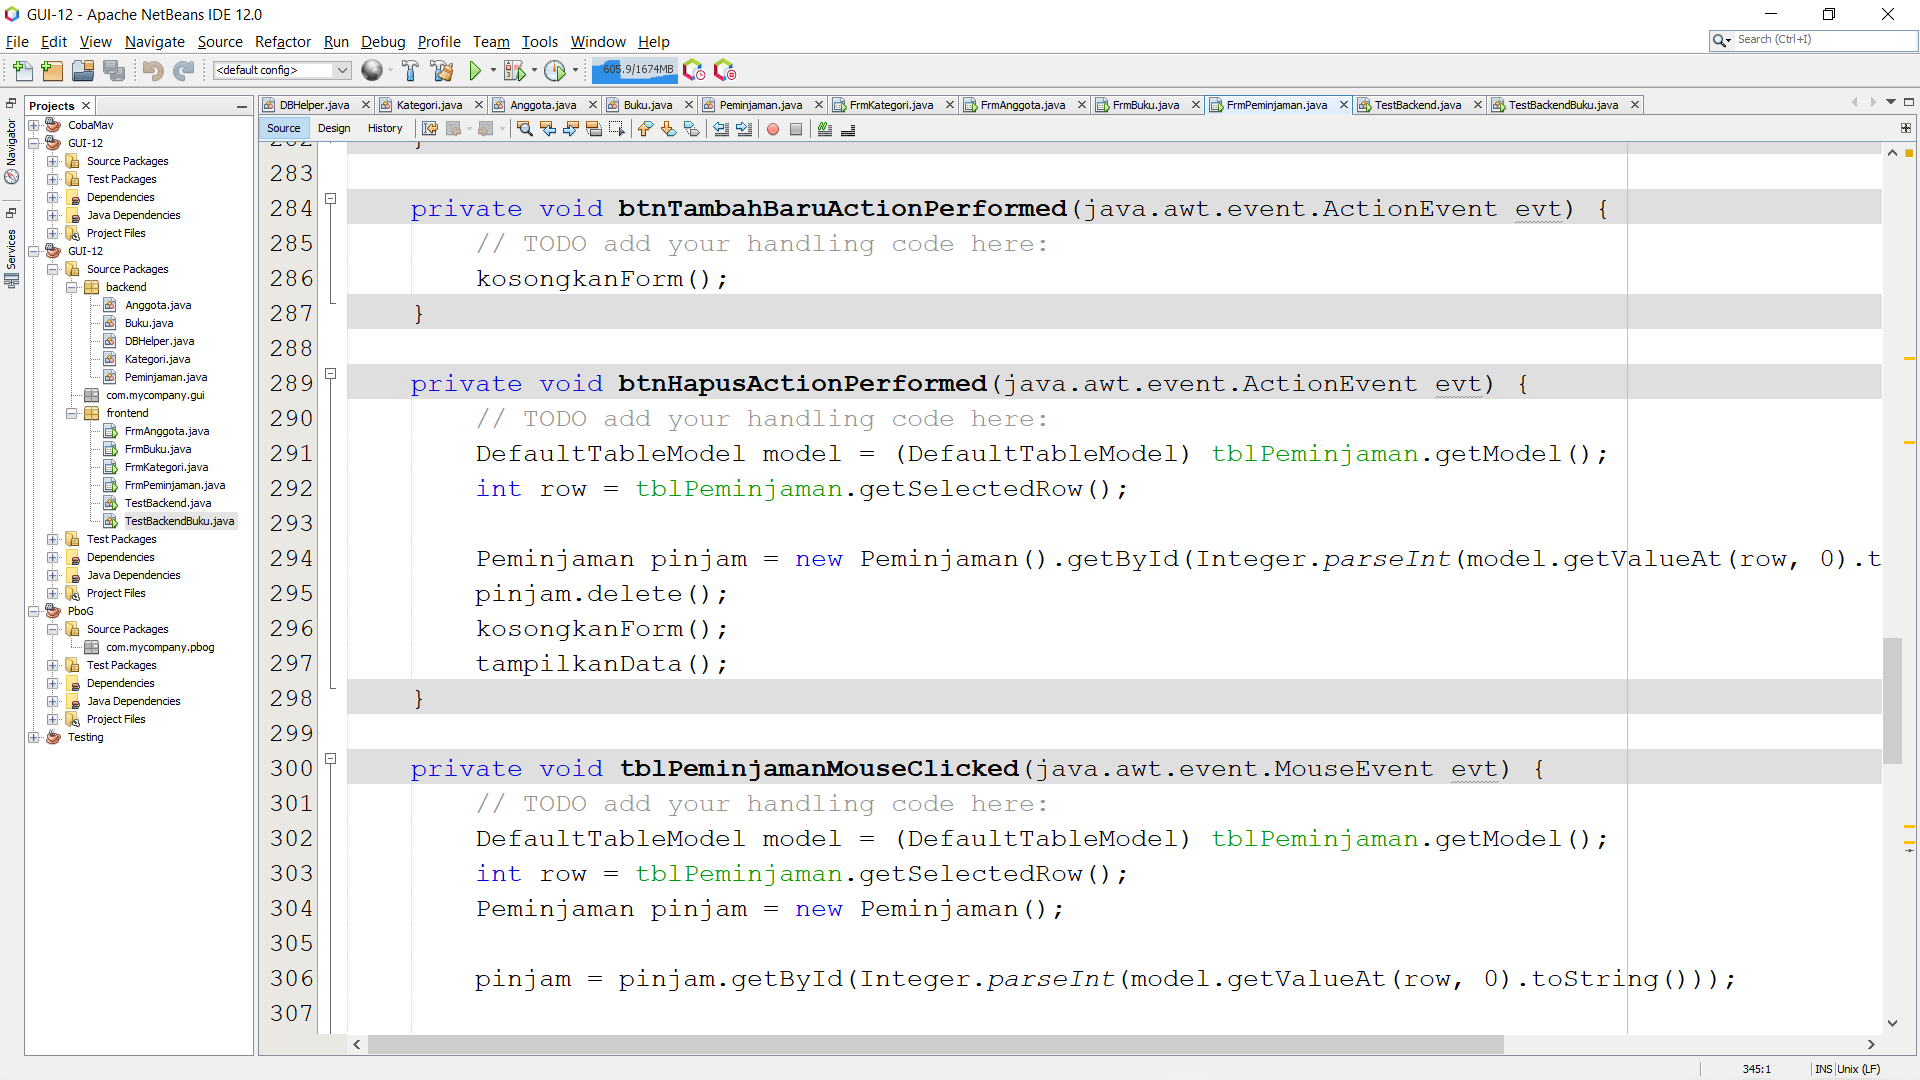 GUI-12 - Apache NetBeans IDE 12.0
File Edit View Navigate Source Refactor Run Debug Profile Team Tools Window Help
Search (Ctrl+I)
<default config>
605.9/1674MB
Projects
DBHelper.java
Kategori.java
Anggota.java
Buku.java
Peminjaman.java
FrmKategori.java
FrmAnggota.java
FrmBuku.java
FrmPeminjaman.java
TestBackend.java
TestBackendBuku.java
Source Design History
Navigator
Services
CobaMav
GUI-12
Source Packages
Test Packages
Dependencies
Java Dependencies
Project Files
GUI-12
Source Packages
backend
Anggota.java
Buku.java
DBHelper.java
Kategori.java
Peminjaman.java
com.mycompany.gui
frontend
FrmAnggota.java
FrmBuku.java
FrmKategori.java
FrmPeminjaman.java
TestBackend.java
TestBackendBuku.java
Test Packages
Dependencies
Java Dependencies
Project Files
PboG
Source Packages
com.mycompany.pbog
Test Packages
Dependencies
Java Dependencies
Project Files
Testing
282 }
283
284 private void btnTambahBaruActionPerformed(java.awt.event.ActionEvent evt) {
285 // TODO add your handling code here:
286 kosongkanForm();
287 }
288
289 private void btnHapusActionPerformed(java.awt.event.ActionEvent evt) {
290 // TODO add your handling code here:
291 DefaultTableModel model = (DefaultTableModel) tblPeminjaman.getModel();
292 int row = tblPeminjaman.getSelectedRow();
293
294 Peminjaman pinjam = new Peminjaman().getById(Integer.parseInt(model.getValueAt(row, 0).t
295 pinjam.delete();
296 kosongkanForm();
297 tampilkanData();
298 }
299
300 private void tblPeminjamanMouseClicked(java.awt.event.MouseEvent evt) {
301 // TODO add your handling code here:
302 DefaultTableModel model = (DefaultTableModel) tblPeminjaman.getModel();
303 int row = tblPeminjaman.getSelectedRow();
304 Peminjaman pinjam = new Peminjaman();
305
306 pinjam = pinjam.getById(Integer.parseInt(model.getValueAt(row, 0).toString()));
307
345:1 INS Unix (LF)